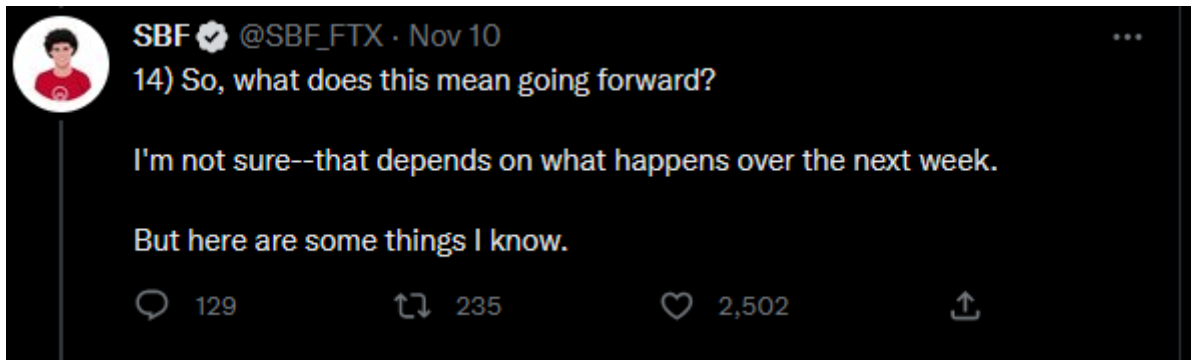 SBF @SBF_FTX · Nov 10
14) So, what does this mean going forward?
I'm not sure--that depends on what happens over the next week.
But here are some things I know.
129 235 2,502